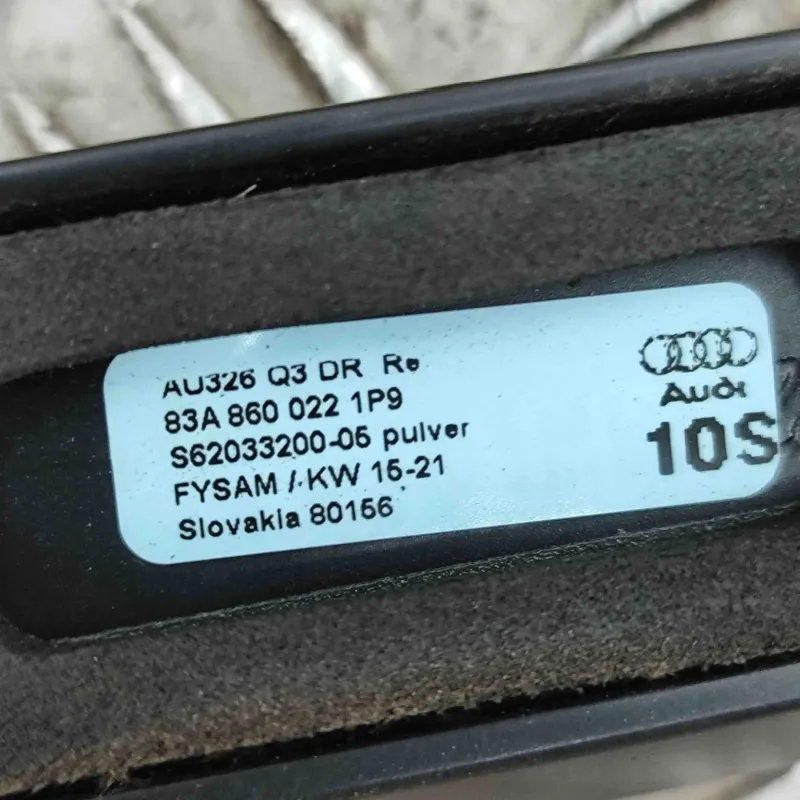 AU326 Q3 DR Re
83A 860 022 1P9
S62033200-06 pulver
FYSAM / KW 15-21
Slovakia 80156
Audi
10S